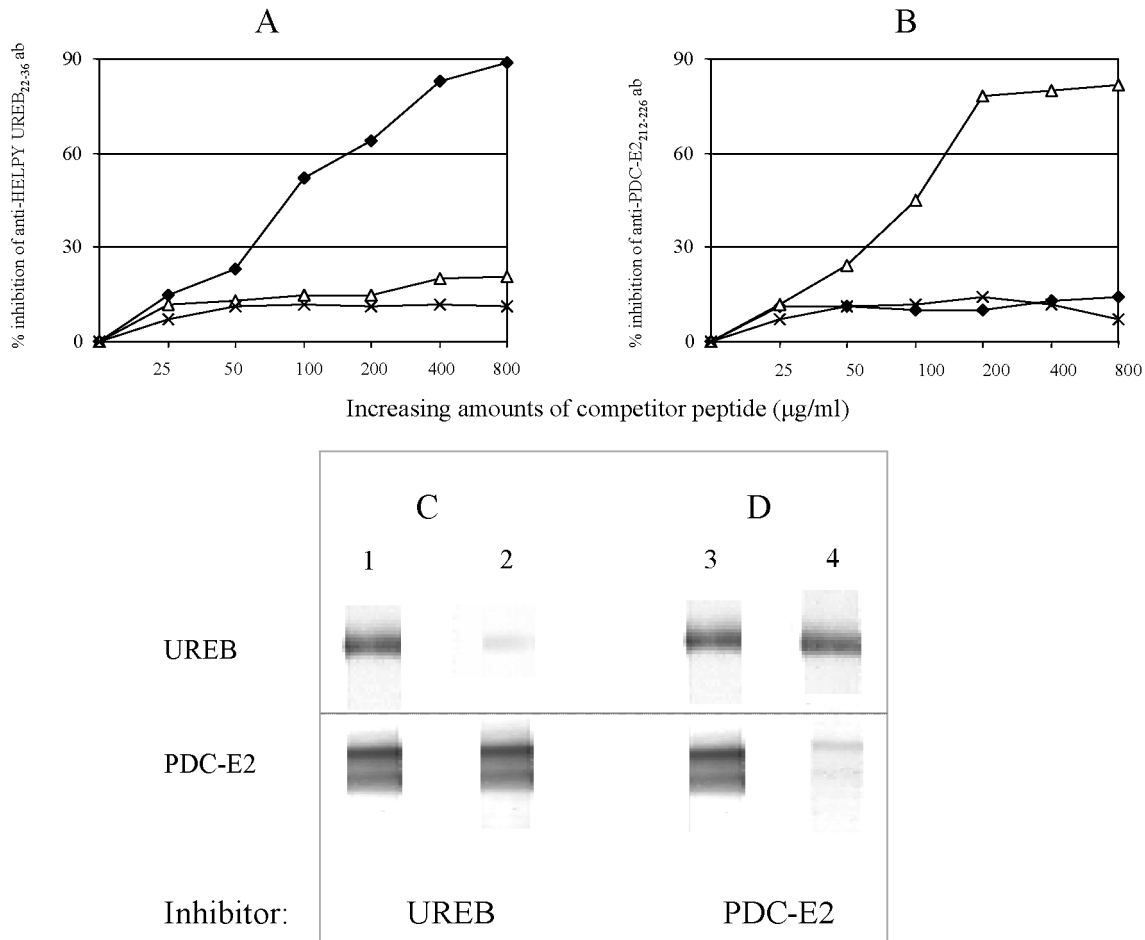 A
B
% inhibition of anti-HELPY UREB22-36 ab
90
60
30
0
25 50 100 200 400 800
% inhibition of anti-PDC-E2212-226 ab
90
60
30
0
25 50 100 200 400 800
Increasing amounts of competitor peptide (μg/ml)
C D
1 2 3 4
UREB
PDC-E2
Inhibitor: UREB PDC-E2